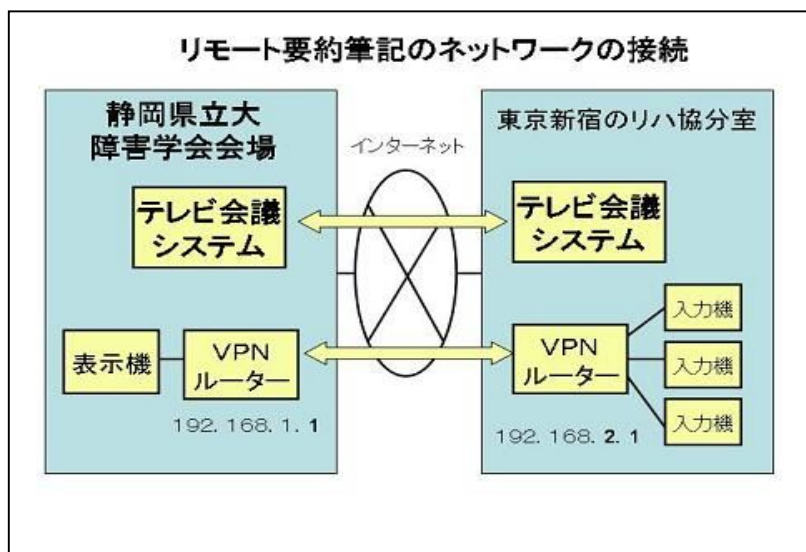 リモート要約筆記のネットワークの接続
静岡県立大
障害学会会場
インターネット
東京新宿のリハ協分室
テレビ会議
システム
テレビ会議
システム
表示機
VPN
ルーター
192.168.1.1
VPN
ルーター
192.168.2.1
入力機
入力機
入力機